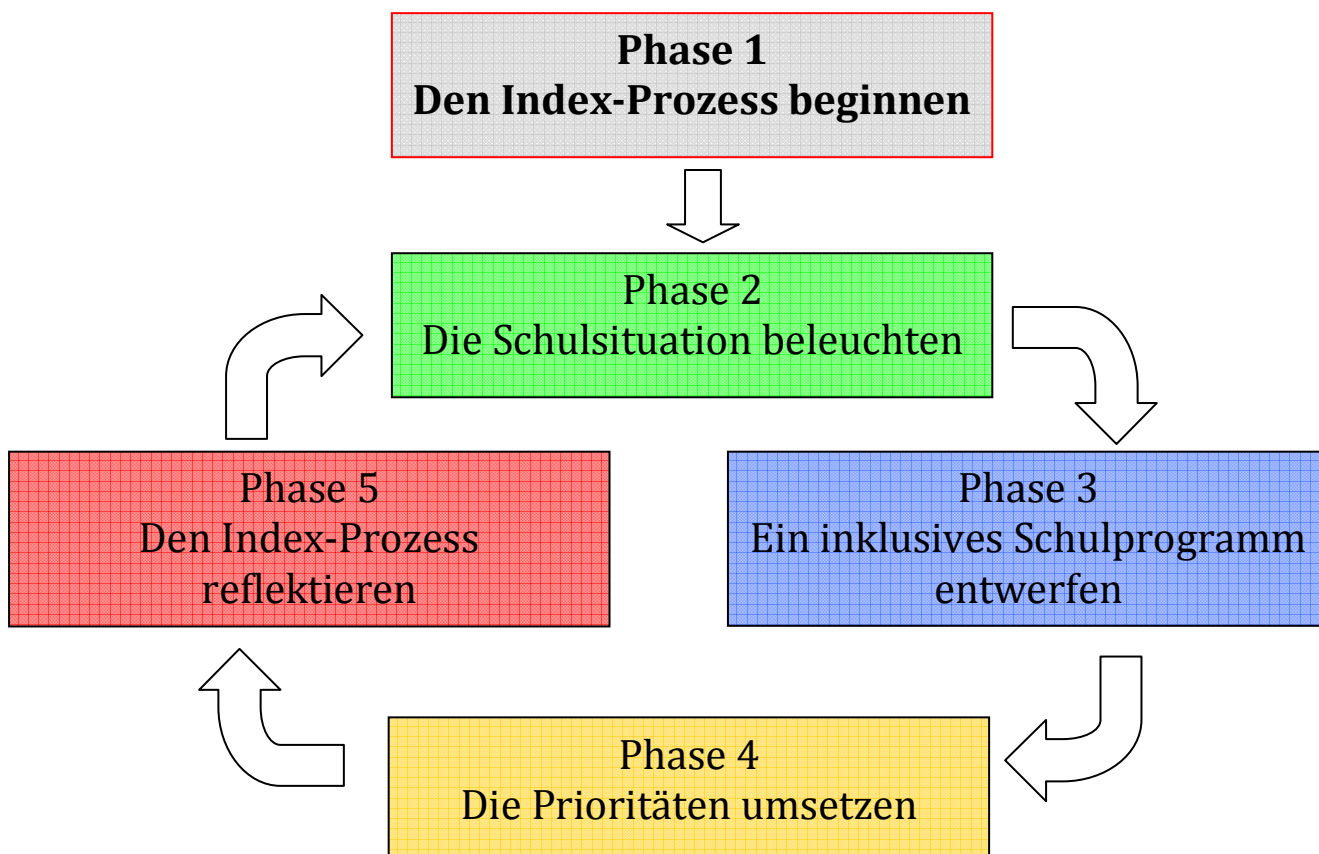 Phase 1
Den Index-Prozess beginnen
Phase 2
Die Schulsituation beleuchten
Phase 5
Den Index-Prozess
reflektieren
Phase 3
Ein inklusives Schulprogramm
entwerfen
Phase 4
Die Prioritäten umsetzen